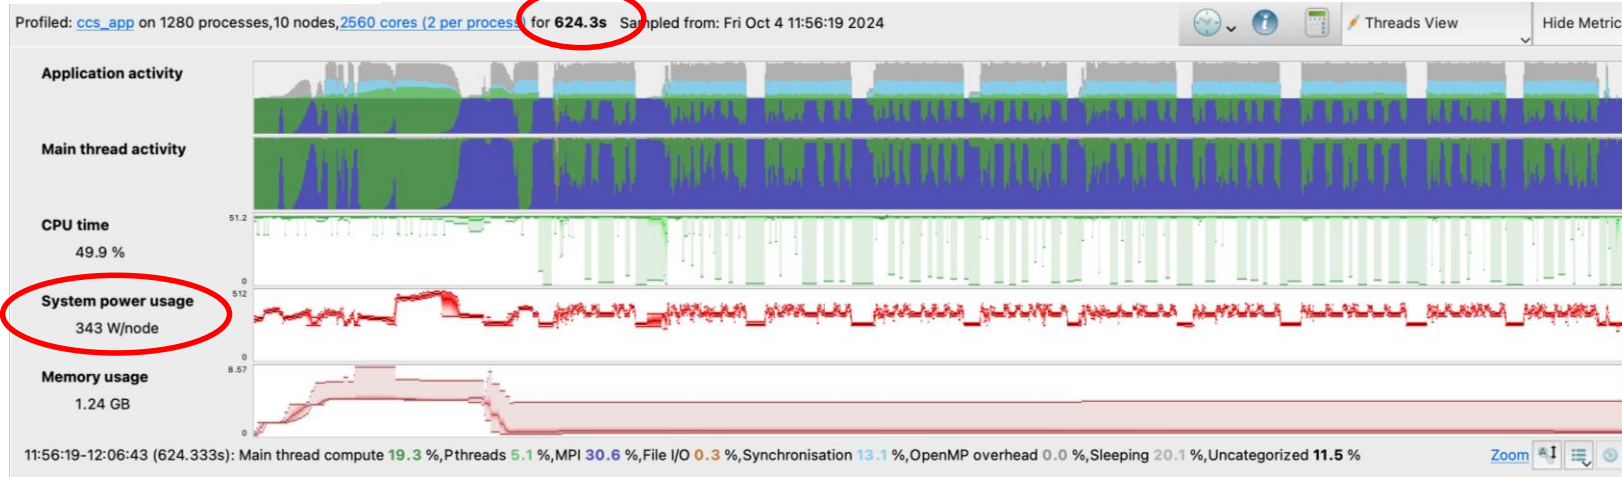 Profiled: ccs_app on 1280 processes,10 nodes,2560 cores (2 per process) for 624.3s Sampled from: Fri Oct 4 11:56:19 2024
Threads View
Hide Metric
Application activity
Main thread activity
CPU time
49.9 %
51.2
0
System power usage
343 W/node
512
0
Memory usage
1.24 GB
8.57
0
11:56:19-12:06:43 (624.333s): Main thread compute 19.3 %,Pthreads 5.1 %,MPI 30.6 %,File I/O 0.3 %,Synchronisation 13.1 %,OpenMP overhead 0.0 %,Sleeping 20.1 %,Uncategorized 11.5 %
Zoom